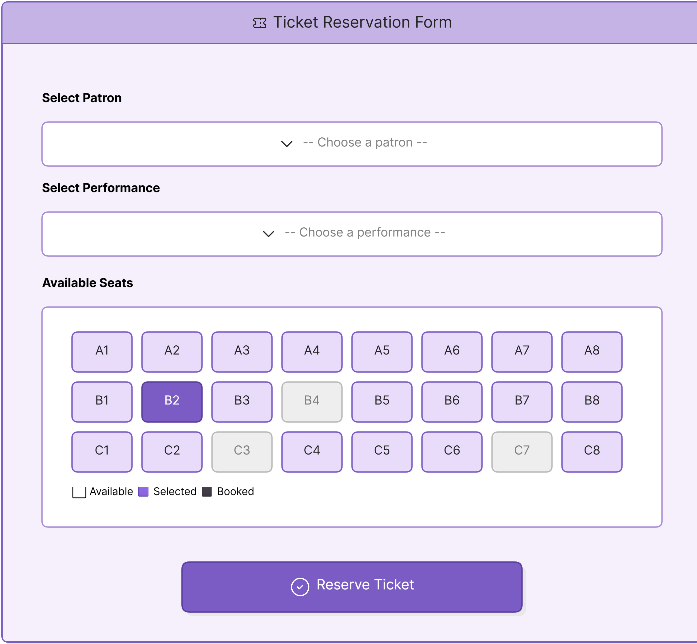 Ticket Reservation Form
Select Patron
-- Choose a patron --
Select Performance
-- Choose a performance --
Available Seats
A1 A2 A3 A4 A5 A6 A7 A8
B1 B2 B3 B4 B5 B6 B7 B8
C1 C2 C3 C4 C5 C6 C7 C8
Available Selected Booked
Reserve Ticket